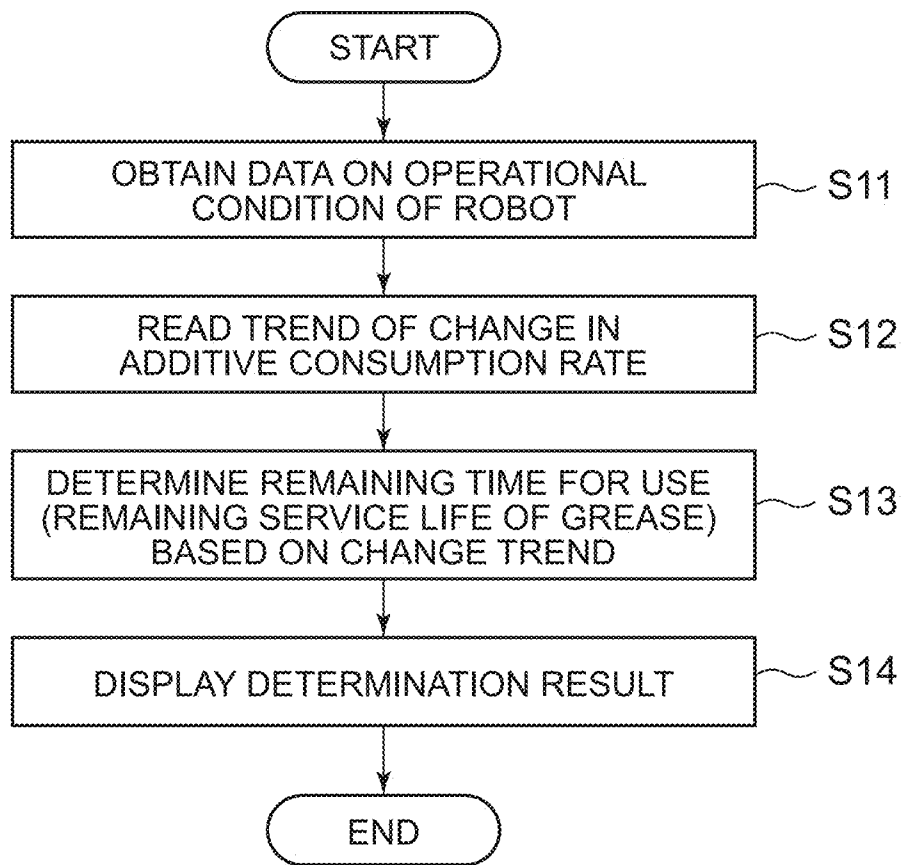 START
OBTAIN DATA ON OPERATIONAL
CONDITION OF ROBOT
S11
READ TREND OF CHANGE IN
ADDITIVE CONSUMPTION RATE
S12
DETERMINE REMAINING TIME FOR USE
(REMAINING SERVICE LIFE OF GREASE)
BASED ON CHANGE TREND
S13
DISPLAY DETERMINATION RESULT
S14
END